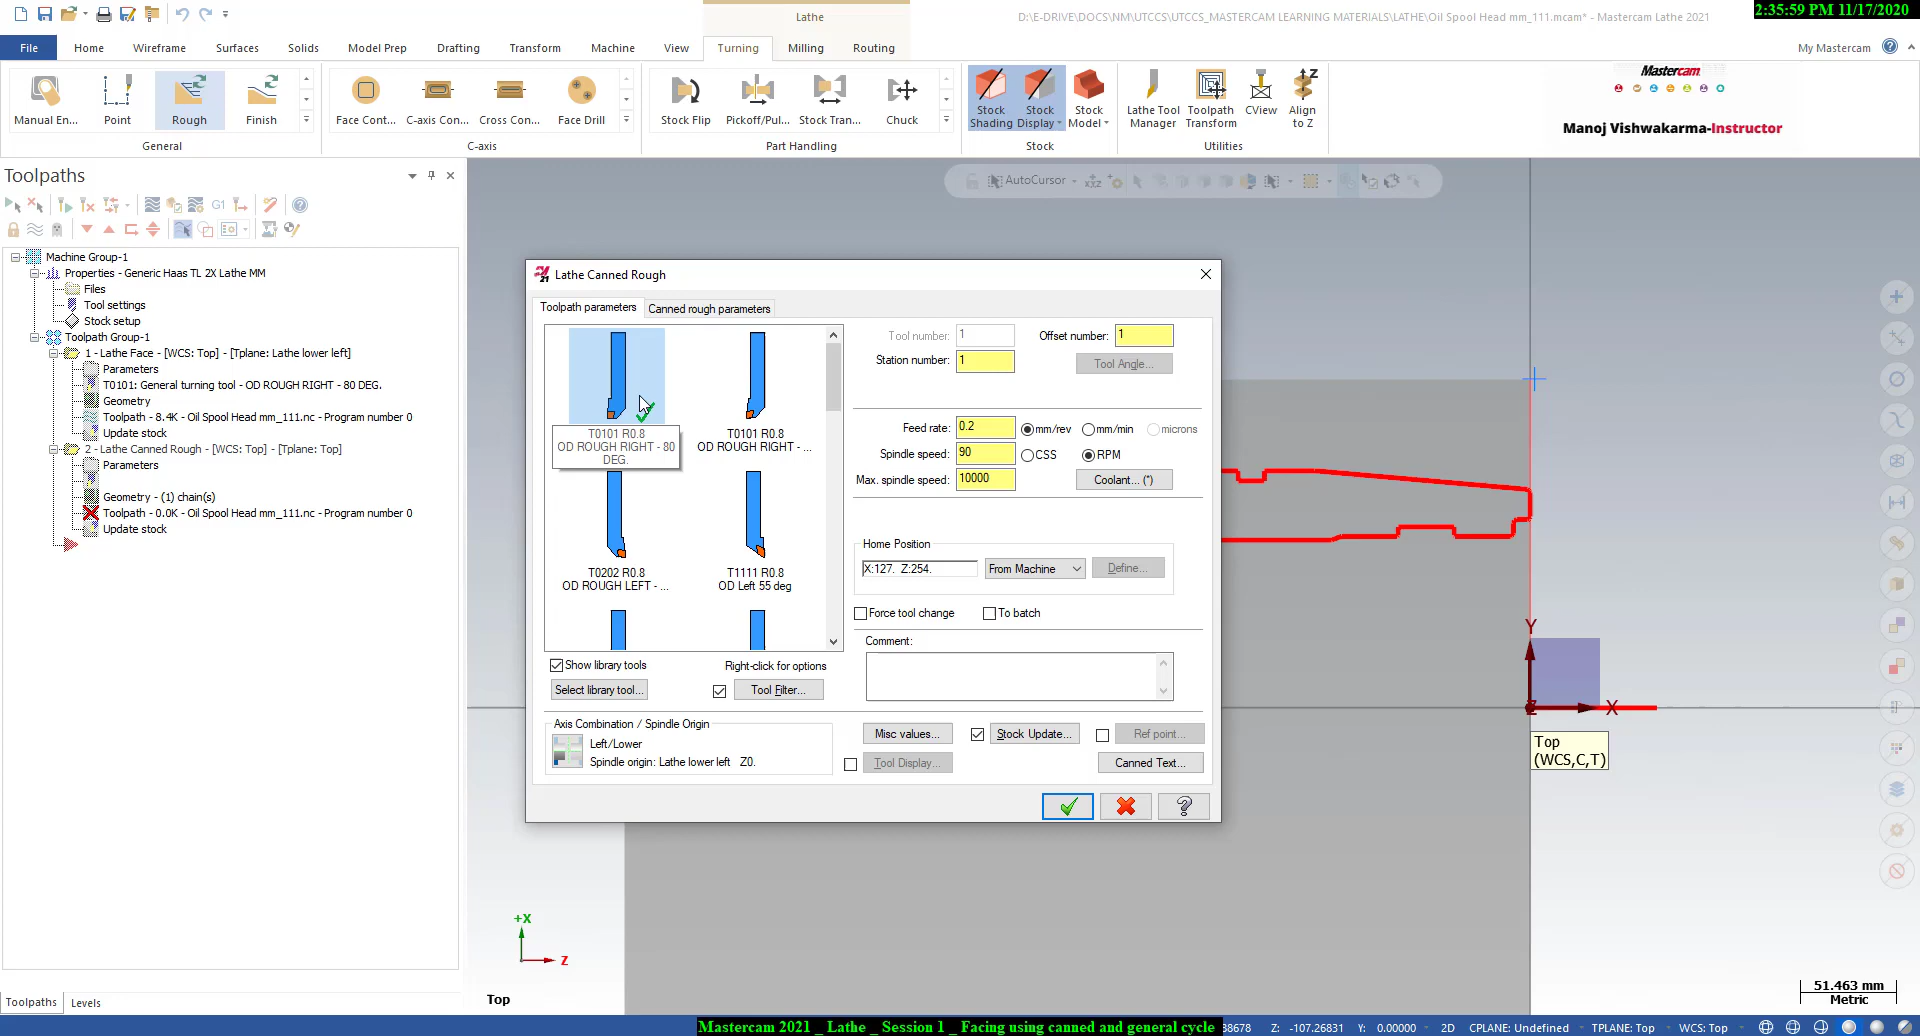 Lathe
D:\E-DRIVE\DOCS\NM\UTCCS\UTCCS_MASTERCAM LEARNING MATERIALS\LATHE\Oil Spool Head mm_111.mcam* - Mastercam Lathe 2021
2:35:59 PM 11/17/2020
File
Home
Wireframe
Surfaces
Solids
Model Prep
Drafting
Transform
Machine
View
Turning
Milling
Routing
My Mastercam
Manual En...
Point
Rough
Finish
Face Cont...
C-axis Con...
Cross Con...
Face Drill
Stock Flip
Pickoff/Pul...
Stock Tran...
Chuck
Stock Shading
Stock Display
Stock Model
Lathe Tool Manager
Toolpath Transform
CView
Align to Z
General
C-axis
Part Handling
Stock
Utilities
Mastercam
Manoj Vishwakarma-Instructor
Toolpaths
G1
AutoCursor
Machine Group-1
Properties - Generic Haas TL 2X Lathe MM
Files
Tool settings
Stock setup
Toolpath Group-1
1 - Lathe Face - [WCS: Top] - [Tplane: Lathe lower left]
Parameters
T0101: General turning tool - OD ROUGH RIGHT - 80 DEG.
Geometry
Toolpath - 8.4K - Oil Spool Head mm_111.nc - Program number 0
Update stock
2 - Lathe Canned Rough - [WCS: Top] - [Tplane: Top]
Parameters
Geometry - (1) chain(s)
Toolpath - 0.0K - Oil Spool Head mm_111.nc - Program number 0
Update stock
Lathe Canned Rough
Toolpath parameters
Canned rough parameters
T0101 R0.8
OD ROUGH RIGHT - 80
DEG.
T0101 R0.8
OD ROUGH RIGHT - ...
T0202 R0.8
OD ROUGH LEFT - ...
T1111 R0.8
OD Left 55 deg
Show library tools
Right-click for options
Select library tool...
Tool Filter...
Tool number: 1
Offset number: 1
Station number: 1
Tool Angle...
Feed rate: 0.2
mm/rev
mm/min
microns
Spindle speed: 90
CSS
RPM
Max. spindle speed: 10000
Coolant... (*)
Home Position
X:127. Z:254.
From Machine
Define...
Force tool change
To batch
Comment:
Axis Combination / Spindle Origin
Left/Lower
Spindle origin: Lathe lower left Z0.
Misc values...
Stock Update...
Ref point...
Tool Display...
Canned Text...
Y
X
Z
Top
(WCS,C,T)
+X
Z
Top
51.463 mm
Metric
Toolpaths
Levels
Mastercam 2021 _ Lathe _ Session 1 _ Facing using canned and general cycle
38678
Z: -107.26831
Y: 0.00000
2D
CPLANE: Undefined
TPLANE: Top
WCS: Top